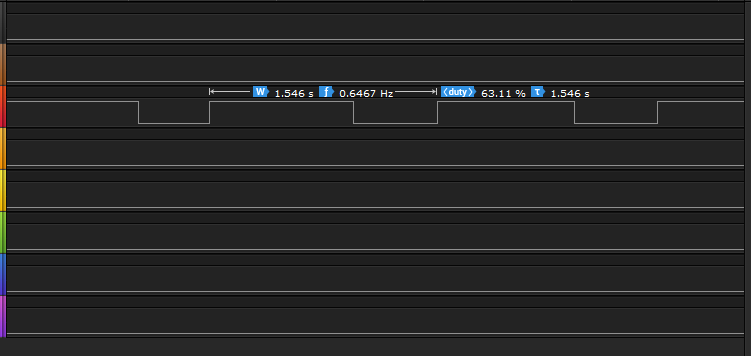 W 1.546 s ƒ 0.6467 Hz ⟨duty⟩ 63.11 % τ 1.546 s